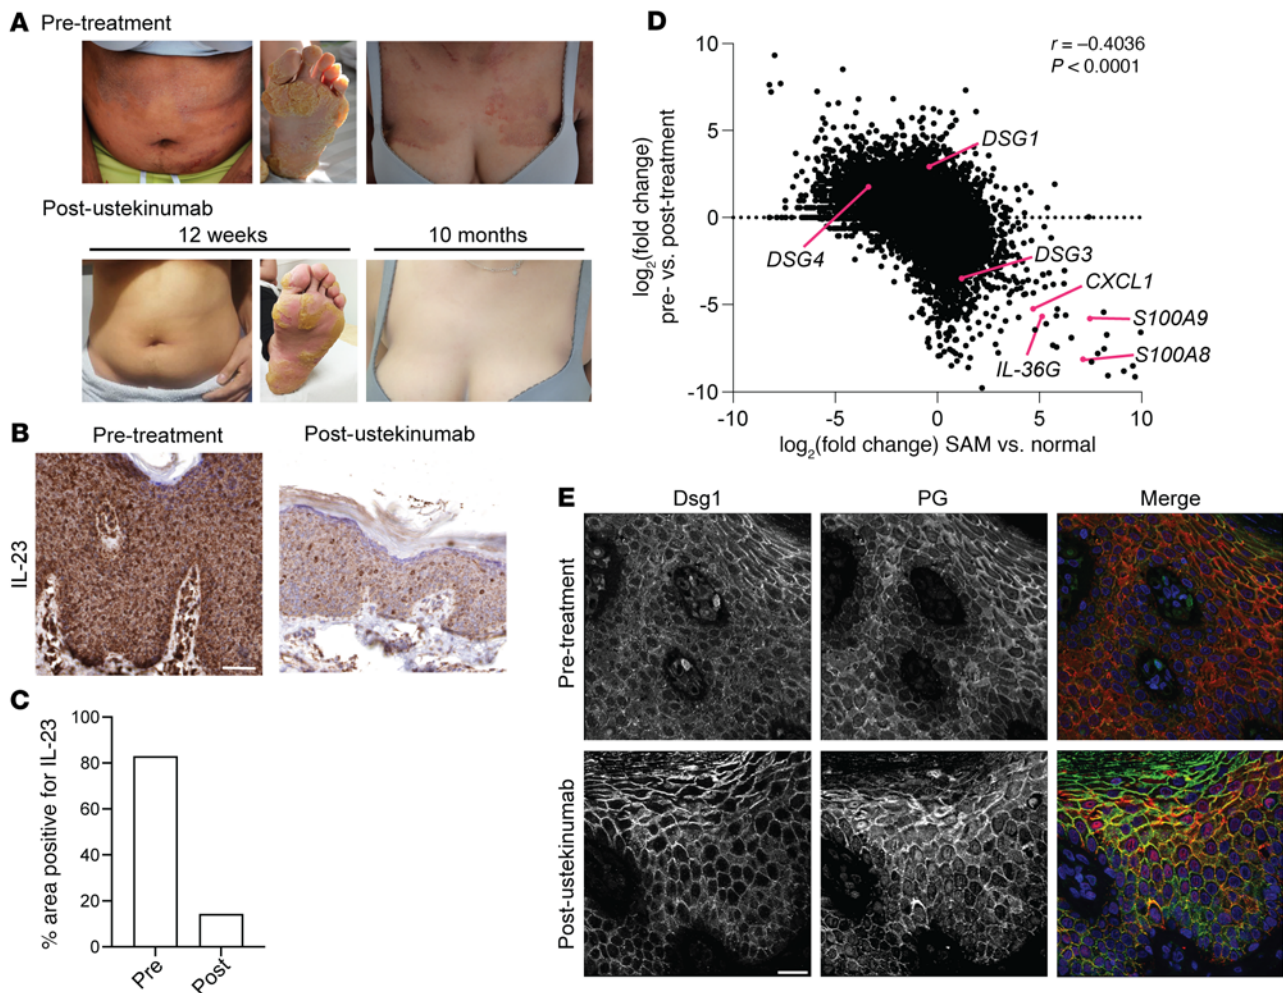 A
Pre-treatment
Post-ustekinumab
12 weeks
10 months
B
Pre-treatment
Post-ustekinumab
IL-23
C
% area positive for IL-23
100
80
60
40
20
0
Pre
Post
D
r = –0.4036
P < 0.0001
log2(fold change)
pre- vs. post-treatment
10
5
0
-5
-10
DSG1
DSG4
DSG3
CXCL1
S100A9
S100A8
IL-36G
-10
-5
0
5
10
log2(fold change) SAM vs. normal
E
Dsg1
PG
Merge
Pre-treatment
Post-ustekinumab